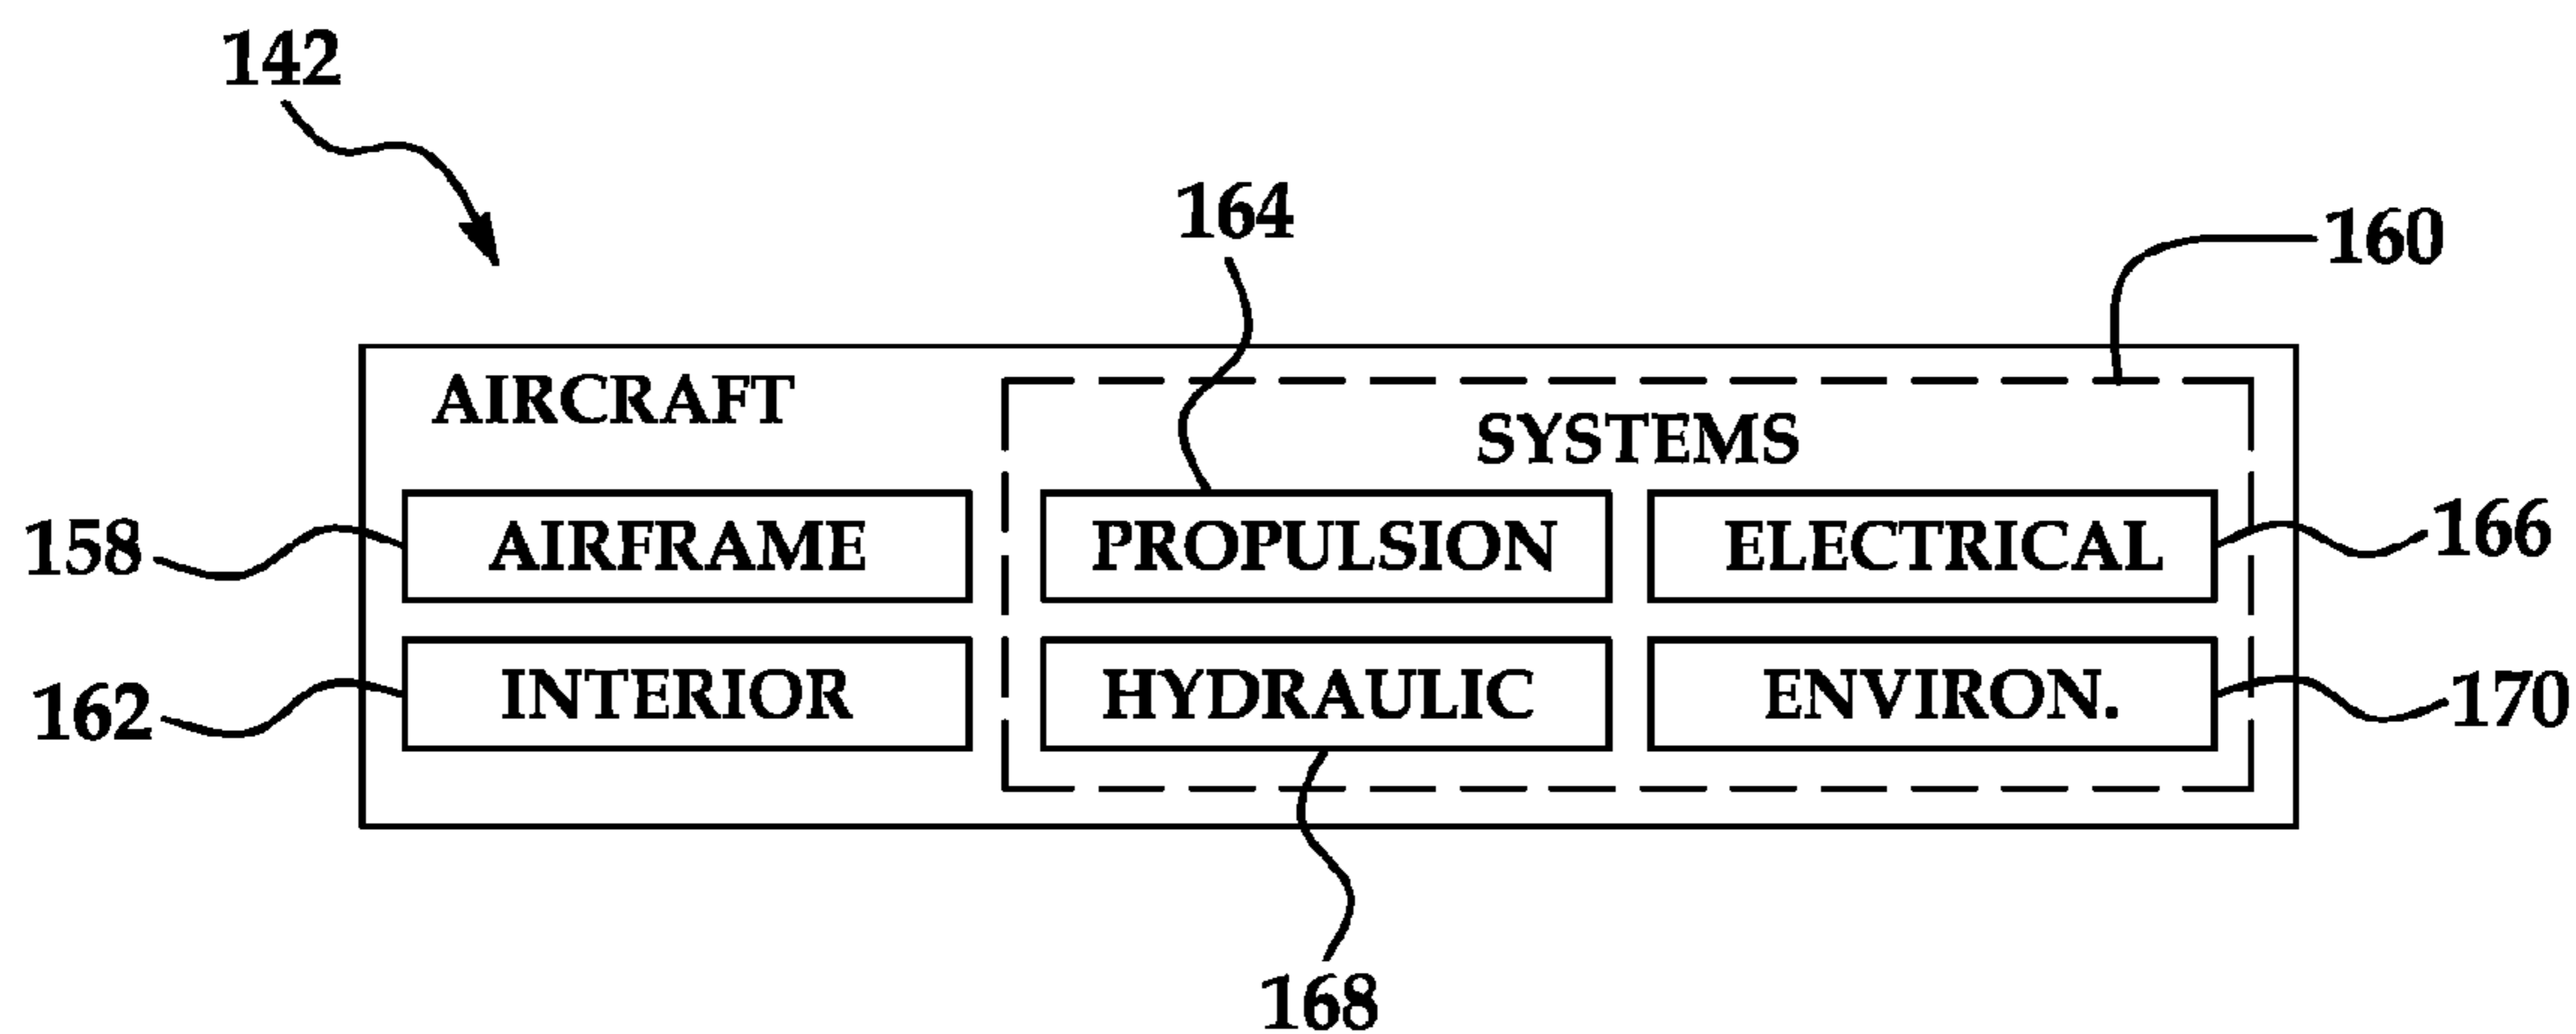 142
164
160
AIRCRAFT
SYSTEMS
158
AIRFRAME
PROPULSION
ELECTRICAL
166
162
INTERIOR
HYDRAULIC
ENVIRON.
170
168